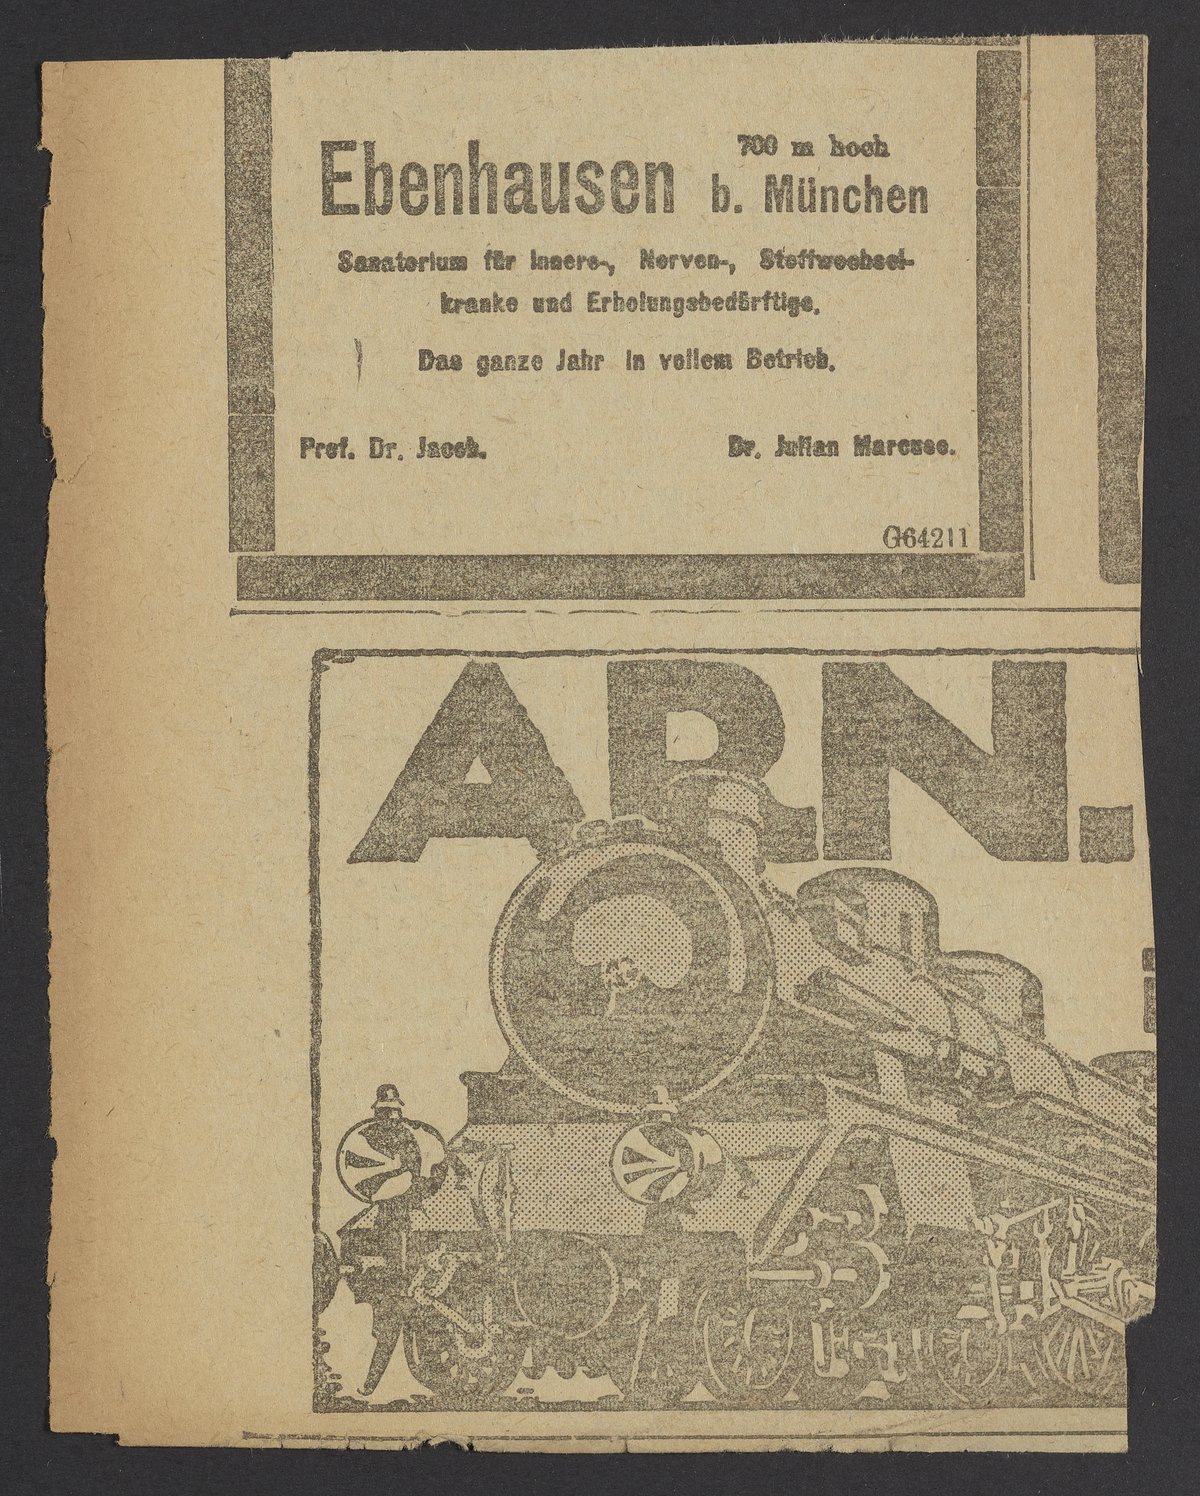 700 m hoch
Ebenhausen b. München
Sanatorium für Innere-, Nerven-, Stoffwechsel-
kranke und Erholungsbedürftige.
Das ganze Jahr in vollem Betrieb.
Prof. Dr. Jacob. Dr. Julian Marcuse.
G64211
ARN.